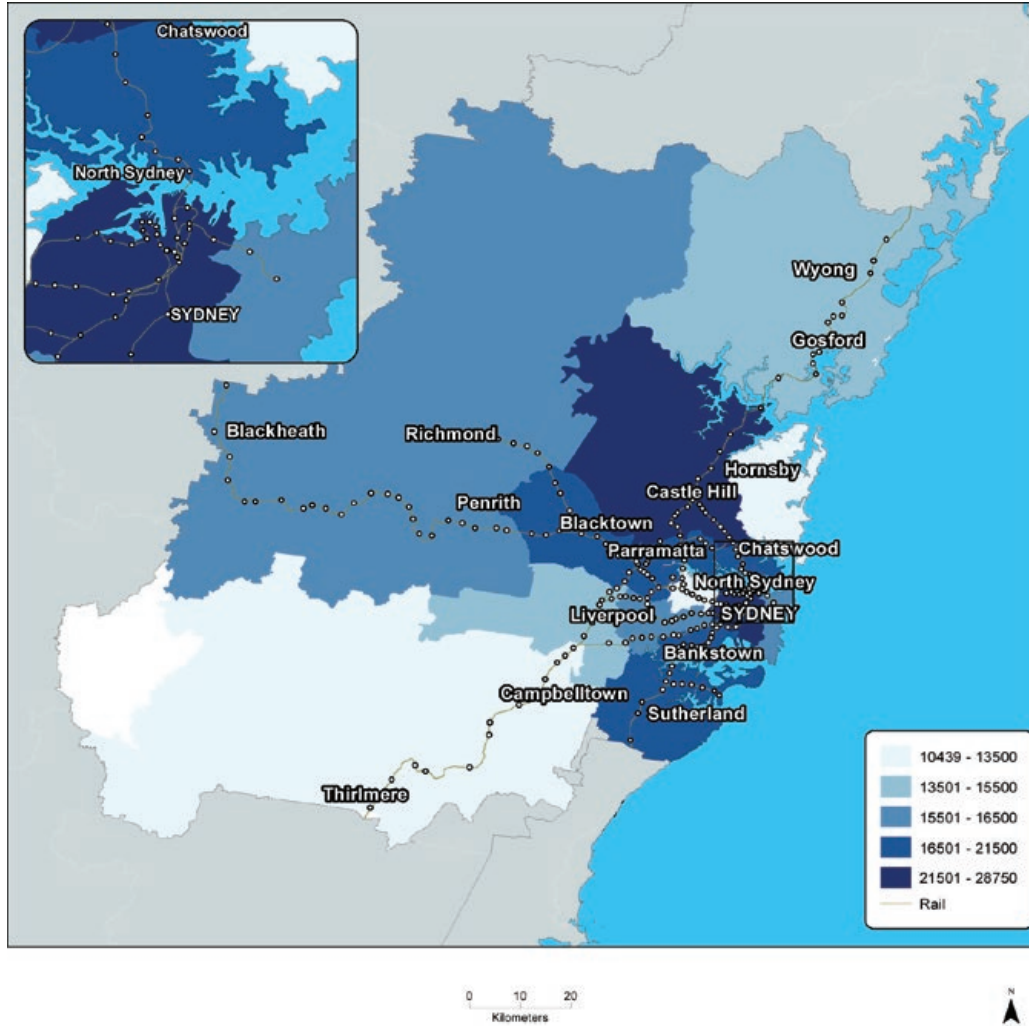 Chatswood
North Sydney
SYDNEY
Wyong
Gosford
Blackheath
Richmond.
Hornsby
Castle Hill
Penrith
Blacktown
Parramatta
Chatswood
North Sydney
Liverpool
SYDNEY
Bankstown
Campbelltown
Sutherland
Thirlmere
10439 - 13500
13501 - 15500
15501 - 16500
16501 - 21500
21501 - 28750
Rail
0 10 20
Kilometers
N